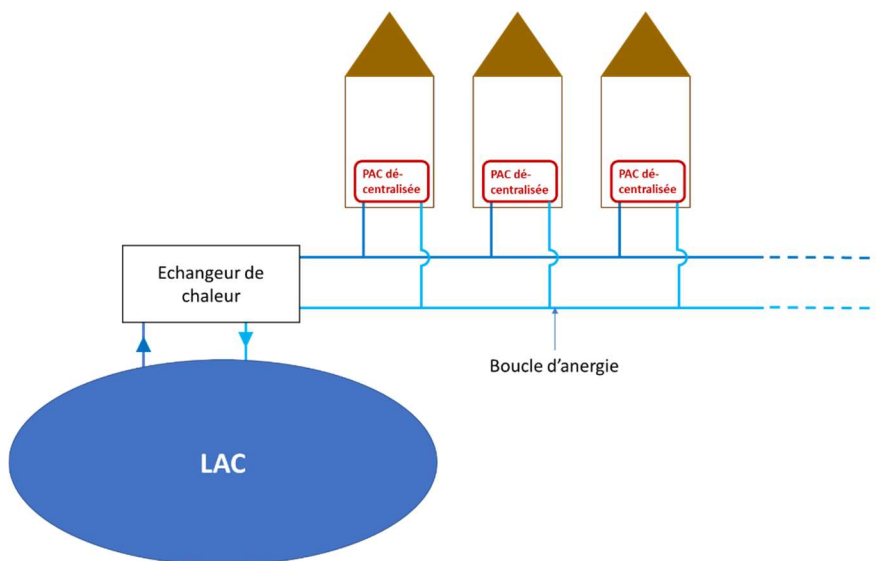 PAC dé-
centralisée
PAC dé-
centralisée
PAC dé-
centralisée
Echangeur de
chaleur
Boucle d’anergie
LAC